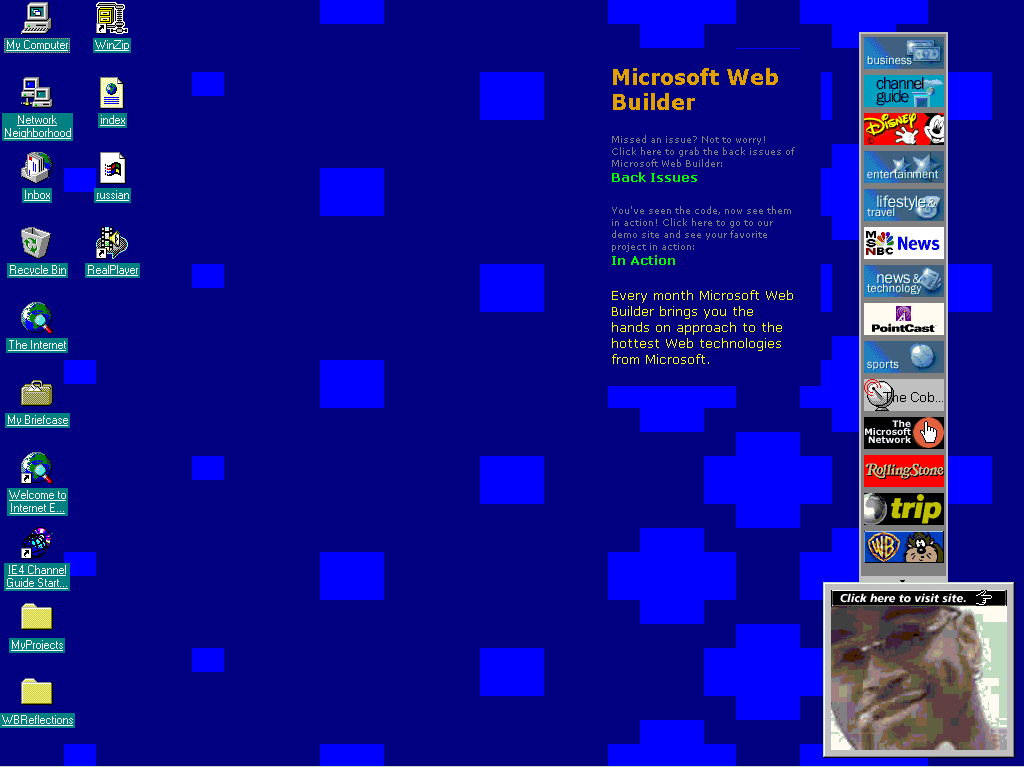 My Computer
WinZip
Network
Neighborhood
index
Inbox
russian
Recycle Bin
RealPlayer
The Internet
My Briefcase
Welcome to
Internet E...
IE4 Channel
Guide Start...
MyProjects
WBReflections
Microsoft Web
Builder
Missed an issue? Not to worry!
Click here to grab the back issues of
Microsoft Web Builder:
Back Issues
You've seen the code, now see them
in action! Click here to go to our
demo site and see your favorite
project in action:
In Action
Every month Microsoft Web
Builder brings you the
hands on approach to the
hottest Web technologies
from Microsoft.
business
channel
guide
Disney
entertainment
lifestyle &
travel
MSNBC News
news &
technology
PointCast
sports
The Cob...
The
Microsoft
Network
RollingStone
trip
WB
Click here to visit site.